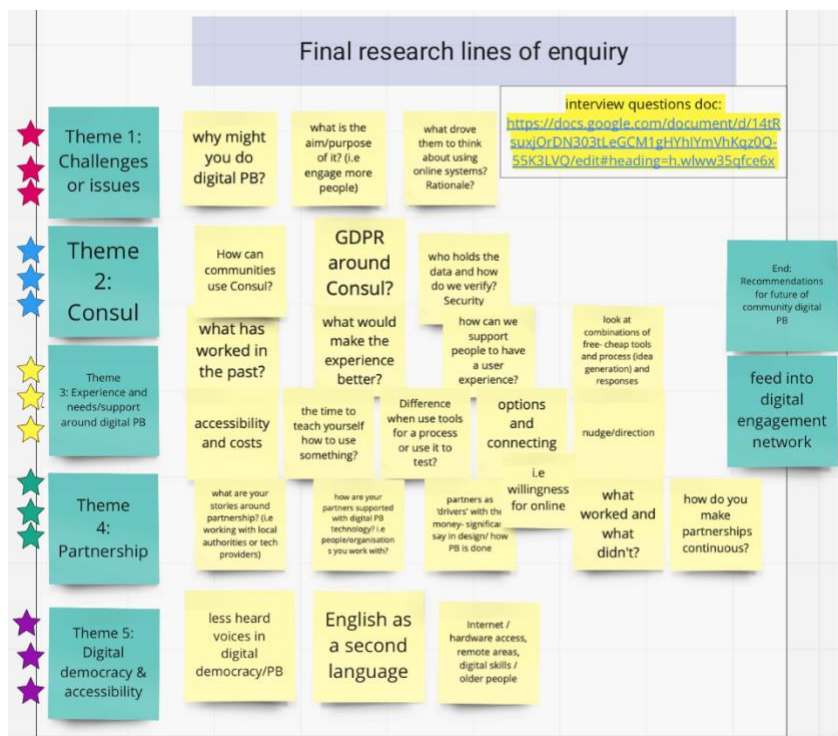 Final research lines of enquiry
interview questions doc:
https://docs.google.com/document/d/14tR
suxjOrDN303tLeGCM1gHYhIYmVhKqz0Q-
55K3LVQ/edit#heading=h.wlww35qfce6x
Theme 1:
Challenges
or issues
why might
you do
digital PB?
what is the
aim/purpose
of it? (i.e
engage more
people)
what drove
them to think
about using
online systems?
Rationale?
Theme
2:
Consul
How can
communities
use Consul?
GDPR
around
Consul?
who holds the
data and how
do we verify?
Security
End:
Recommendations
for future of
community digital
PB
what has
worked in
the past?
what would
make the
experience
better?
how can we
support
people to have
a user
experience?
look at
combinations of
free- cheap tools
and process (idea
generation) and
responses
Theme
3: Experience and
needs/support
around digital PB
accessibility
and costs
the time to
teach yourself
how to use
something?
Difference
when use tools
for a process
or use it to
test?
options
and
connecting
nudge/direction
feed into
digital
engagement
network
Theme
4:
Partnership
what are your
stories around
partnership? (i.e
working with local
authorities or tech
providers)
how are your
partners supported
with digital PB
technology? i.e
people/organisation
s you work with?
partners as
'drivers' with the
money- significa
say in design/ how
PB is done
i.e
willingness
for online
what
worked and
what
didn't?
how do you
make
partnerships
continuous?
Theme 5:
Digital
democracy &
accessibility
less heard
voices in
digital
democracy/PB
English as
a second
language
Internet /
hardware access,
remote areas,
digital skills /
older people